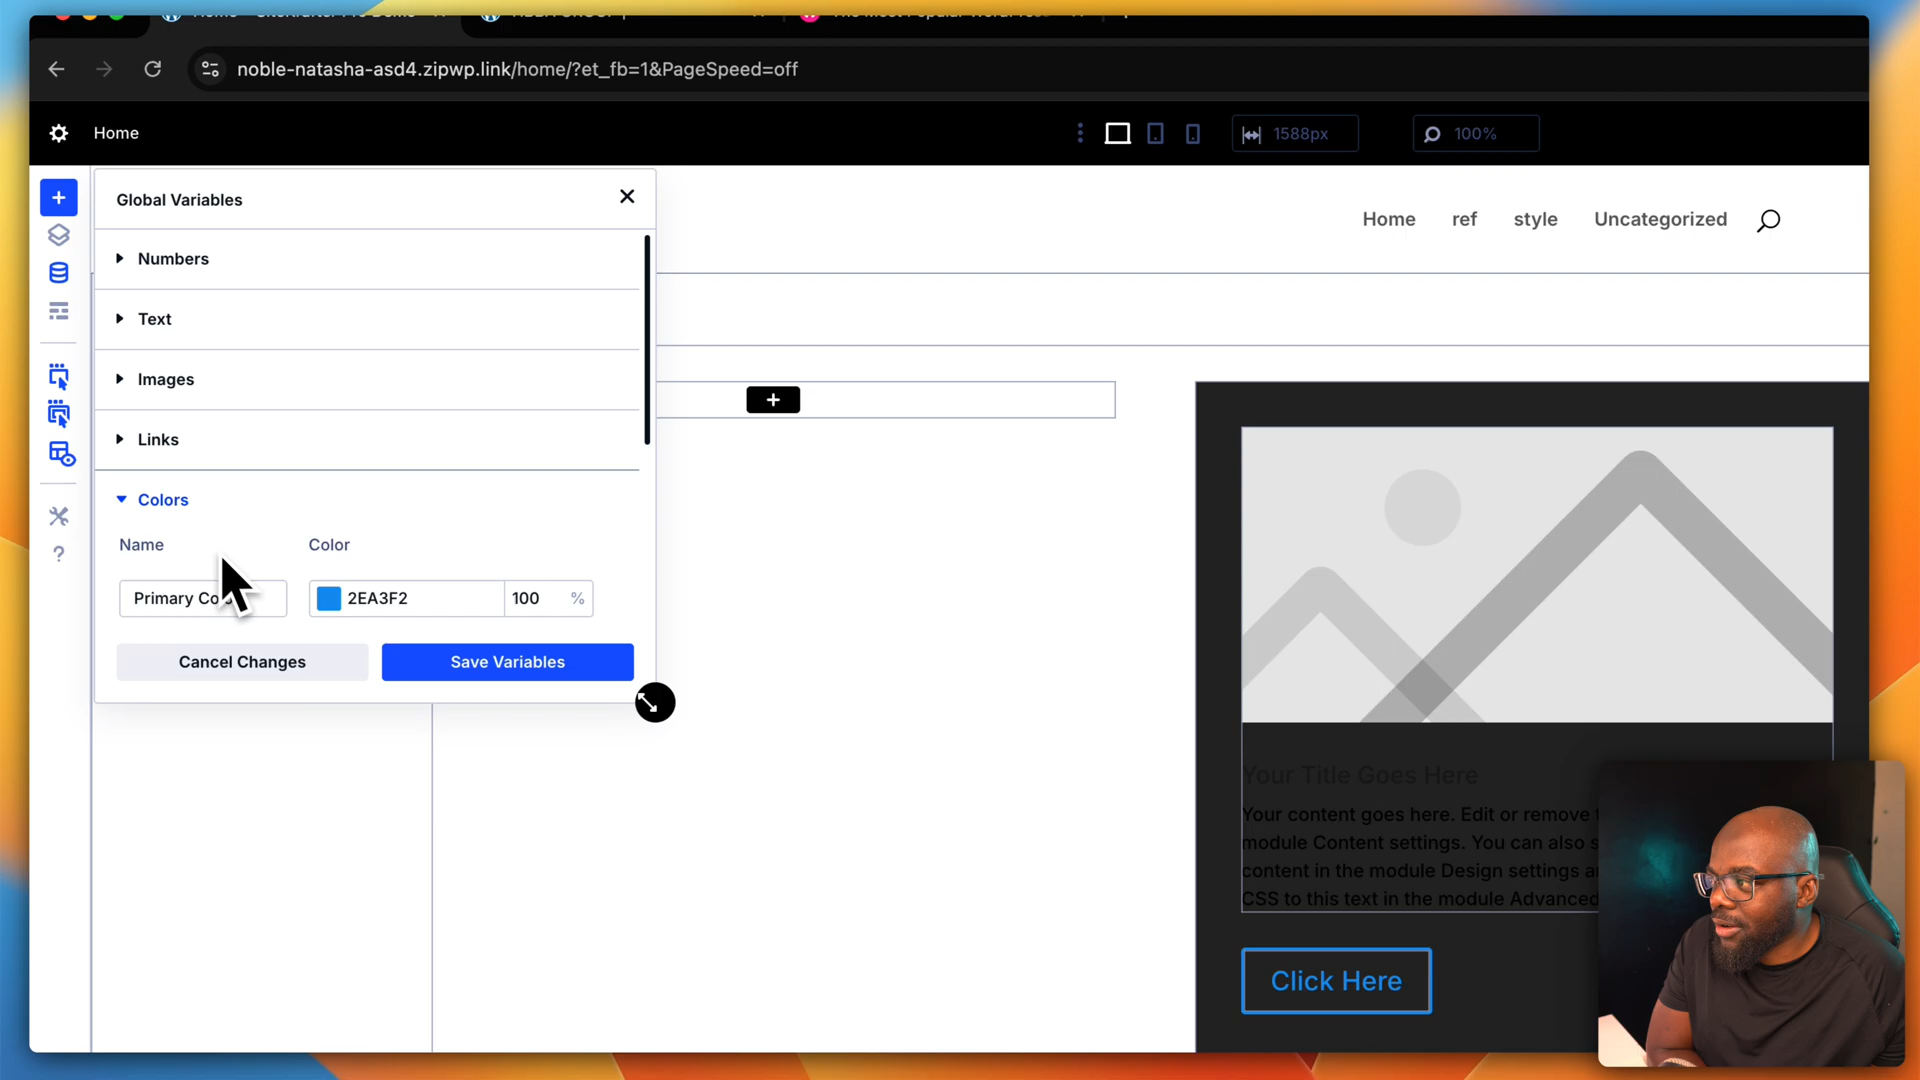 noble-natasha-asd4.zipwp.link/home/?et_fb=1&PageSpeed=off
Home
1588px
100%
Global Variables
Home ref style Uncategorized
Numbers
Text
Images
Links
Colors
Name Color
Primary Co
2EA3F2
100 %
Cancel Changes
Save Variables
?
Your Title Goes Here
Your content goes here. Edit or remove
module Content settings. You can also
content in the module Design settings
CSS to this text in the module Advanced
Click Here